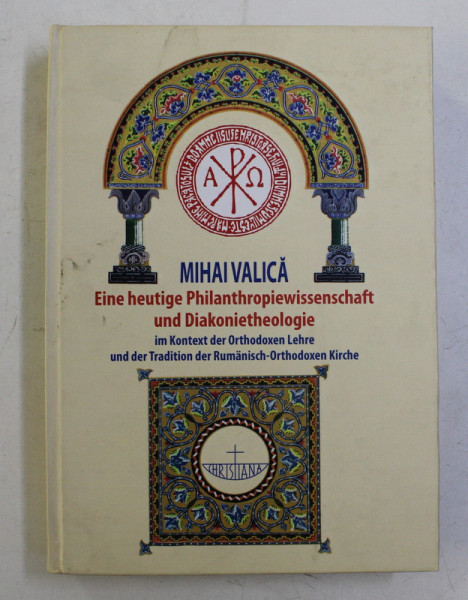 Α Ω
MIHAI VALICĂ
Eine heutige Philanthropiewissenschaft
und Diakonietheologie
im Kontext der Orthodoxen Lehre
und der Tradition der Rumänisch-Orthodoxen Kirche
CHRISTIANA